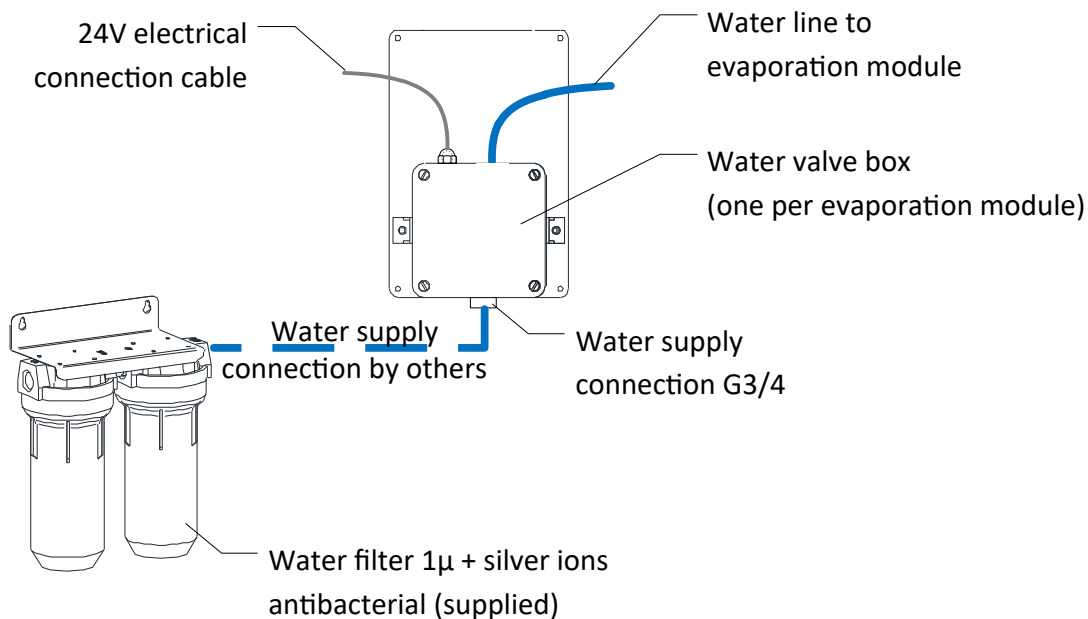 24V electrical
connection cable
Water line to
evaporation module
Water valve box
(one per evaporation module)
Water supply
connection by others
Water supply
connection G3/4
Water filter 1µ + silver ions
antibacterial (supplied)